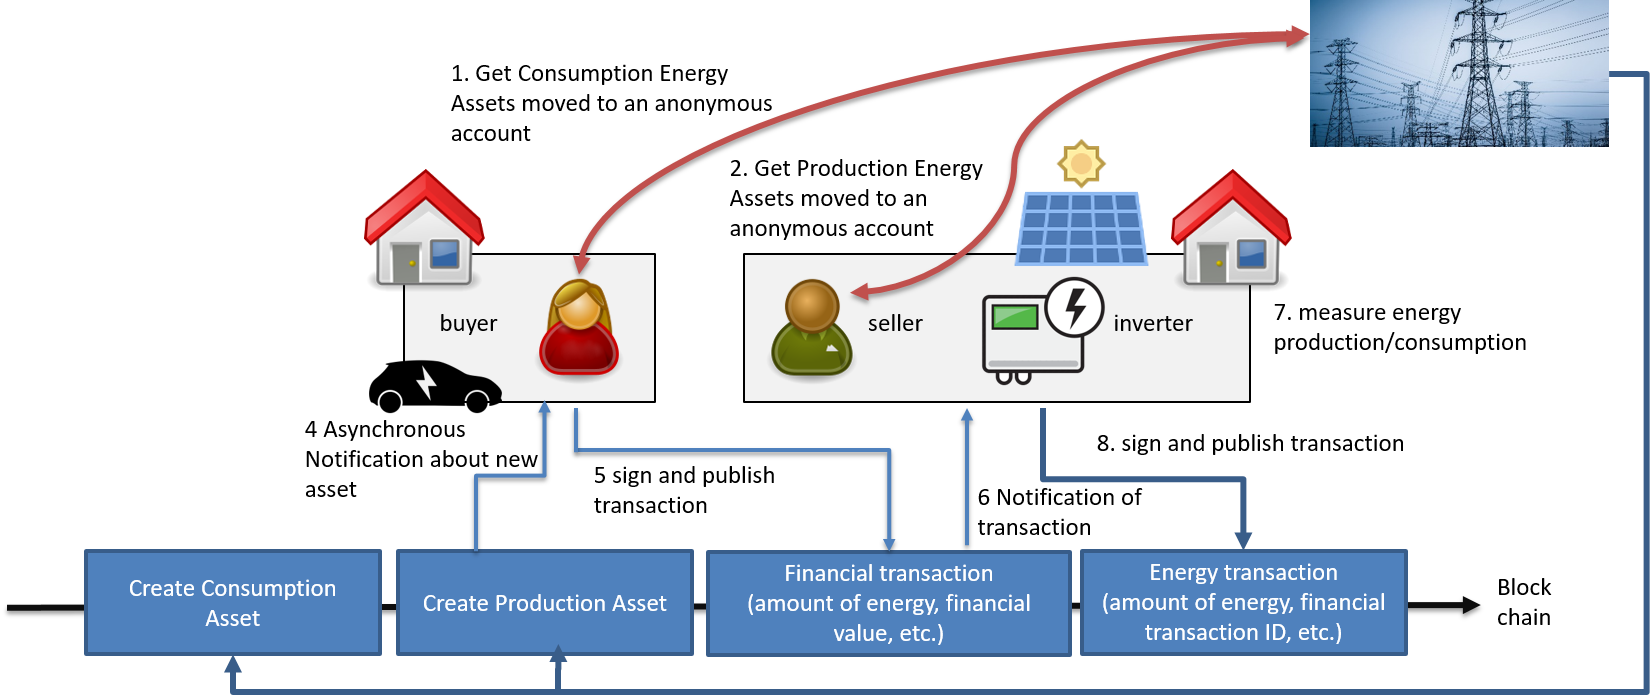 1. Get Consumption Energy
Assets moved to an anonymous
account
2. Get Production Energy
Assets moved to an
anonymous account
buyer
seller
inverter
7. measure energy
production/consumption
4 Asynchronous
Notification about new
asset
5 sign and publish
transaction
6 Notification of
transaction
8. sign and publish transaction
Create Consumption
Asset
Create Production Asset
Financial transaction
(amount of energy, financial
value, etc.)
Energy transaction
(amount of energy, financial
transaction ID, etc.)
Block
chain